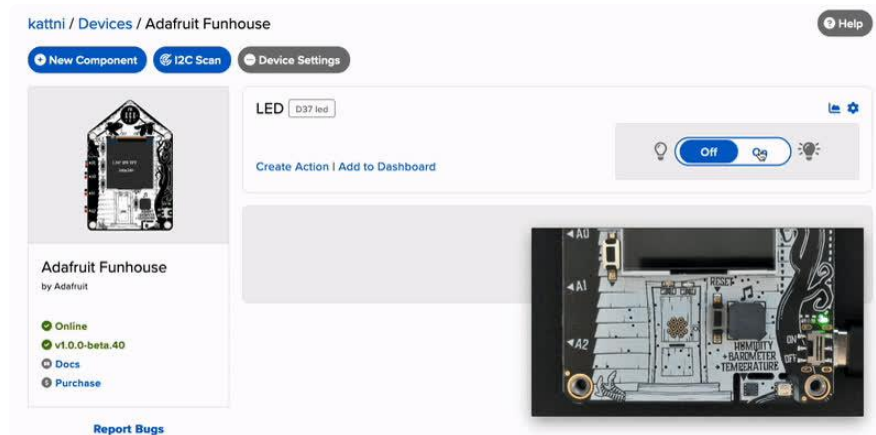 kattni / Devices / Adafruit Funhouse
Help
New Component
I2C Scan
Device Settings
LED
D37 led
Create Action | Add to Dashboard
Off
On
Adafruit Funhouse
by Adafruit
Online
v1.0.0-beta.40
Docs
Purchase
Report Bugs
A0
A1
A2
RESET
HUMIDITY
+BAROMETER
+TEMPERATURE
ON
OFF